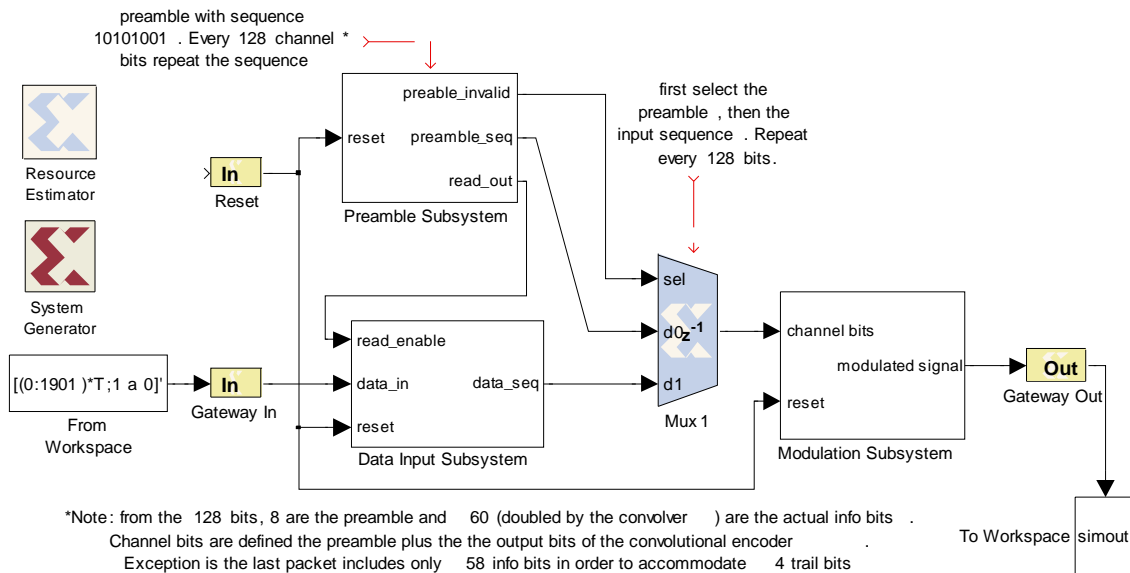 preamble with sequence
10101001 . Every 128 channel *
bits repeat the sequence
Resource
Estimator
System
Generator
In
Reset
reset
preable_invalid
preamble_seq
read_out
Preamble Subsystem
first select the
preamble , then the
input sequence . Repeat
every 128 bits.
[(0:1901 )*T ;1 a 0]'
From
Workspace
In
Gateway In
read_enable
data_in
reset
data_seq
Data Input Subsystem
sel
d0
z-1
d1
Mux 1
channel bits
modulated signal
reset
Modulation Subsystem
Out
Gateway Out
To Workspace
simout
*Note: from the 128 bits, 8 are the preamble and 60 (doubled by the convolver ) are the actual info bits .
Channel bits are defined the preamble plus the the output bits of the convolutional encoder .
Exception is the last packet includes only 58 info bits in order to accommodate 4 trail bits